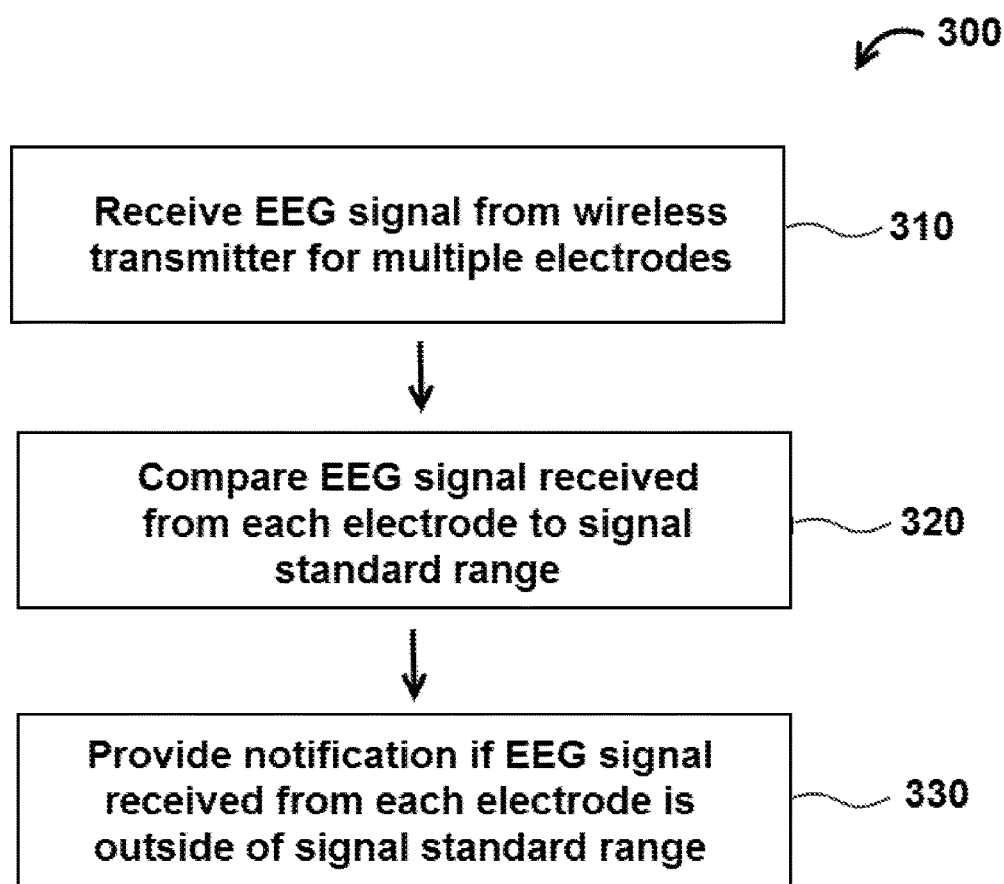 300
Receive EEG signal from wireless
transmitter for multiple electrodes
310
Compare EEG signal received
from each electrode to signal
standard range
320
Provide notification if EEG signal
received from each electrode is
outside of signal standard range
330